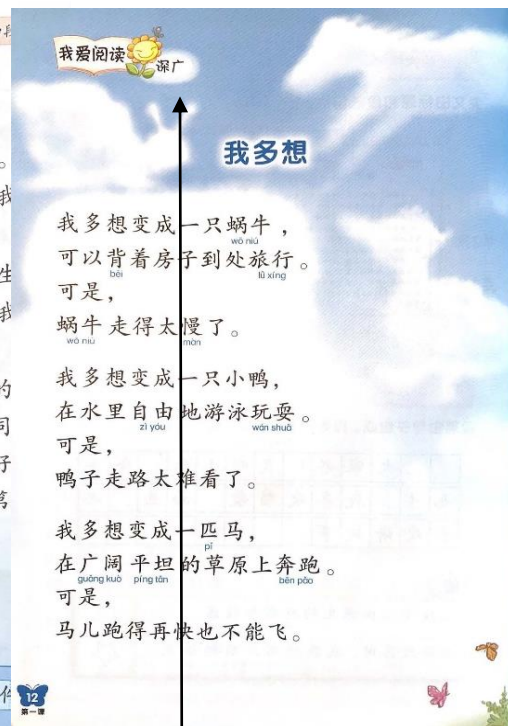 我爱阅读
深广
我多想
我多想变成一只蜗牛，
wō niú
可以背着房子到处旅行。
bēi lǚ xíng
可是，
蜗牛走得太慢了。
wō niú màn
我多想变成一只小鸭，
在水里自由地游泳玩耍。
zì yóu wán shuǎ
可是，
鸭子走路太难看了。
我多想变成一匹马，
pǐ
在广阔平坦的草原上奔跑。
guǎng kuò píng tǎn bēn pǎo
可是，
马儿跑得再快也不能飞。
12
第一课